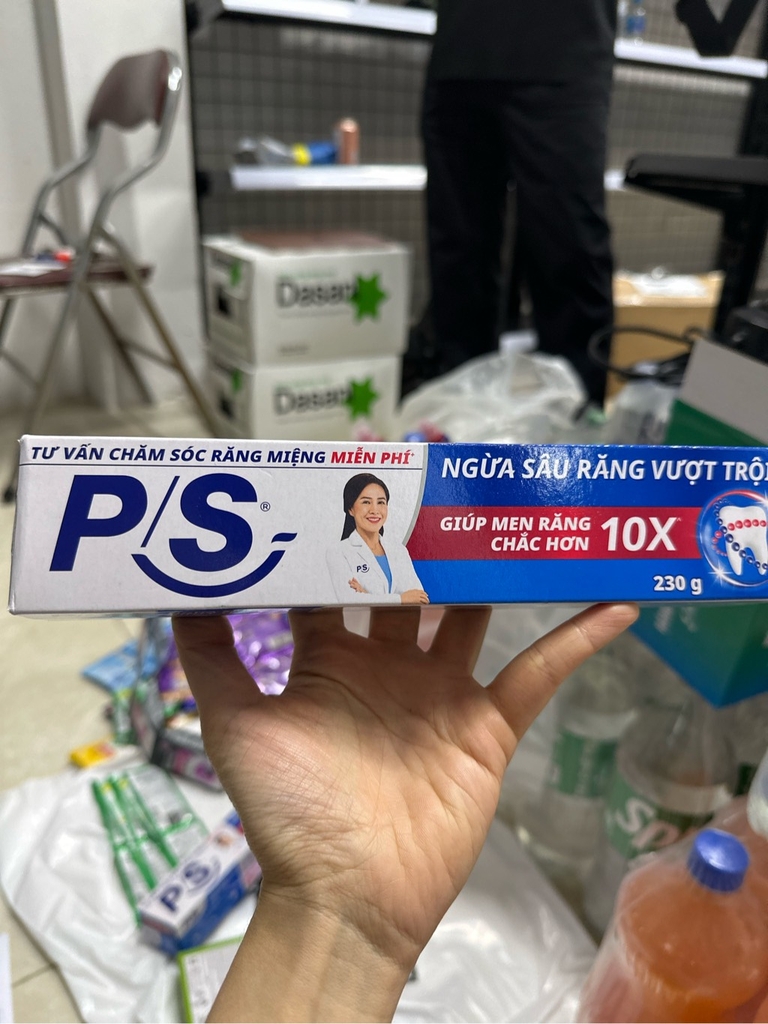 Dasani
Dasani
TƯ VẤN CHĂM SÓC RĂNG MIỆNG MIỄN PHÍ*
P/S®
P/S
NGỪA SÂU RĂNG VƯỢT TRỘI
GIÚP MEN RĂNG
CHẮC HƠN 10X*
230 g
P/S